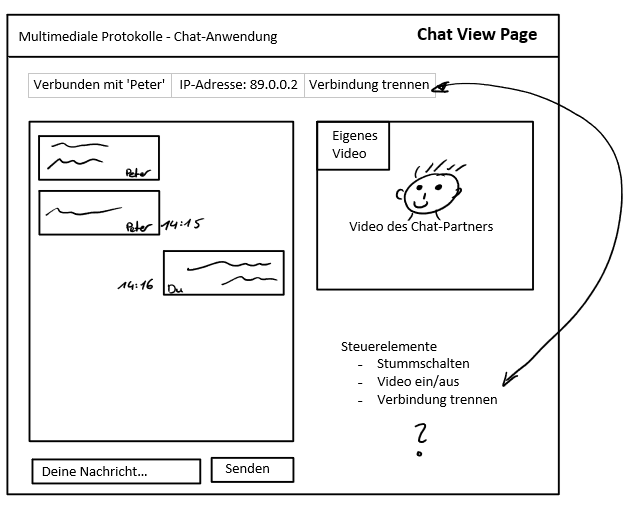 Multimediale Protokolle - Chat-Anwendung
Chat View Page
Verbunden mit 'Peter'
IP-Adresse: 89.0.0.2
Verbindung trennen
Peter
Peter
14:15
14:16
Du
Deine Nachricht...
Senden
Eigenes
Video
Video des Chat-Partners
Steuerelemente
- Stummschalten
- Video ein/aus
- Verbindung trennen
?